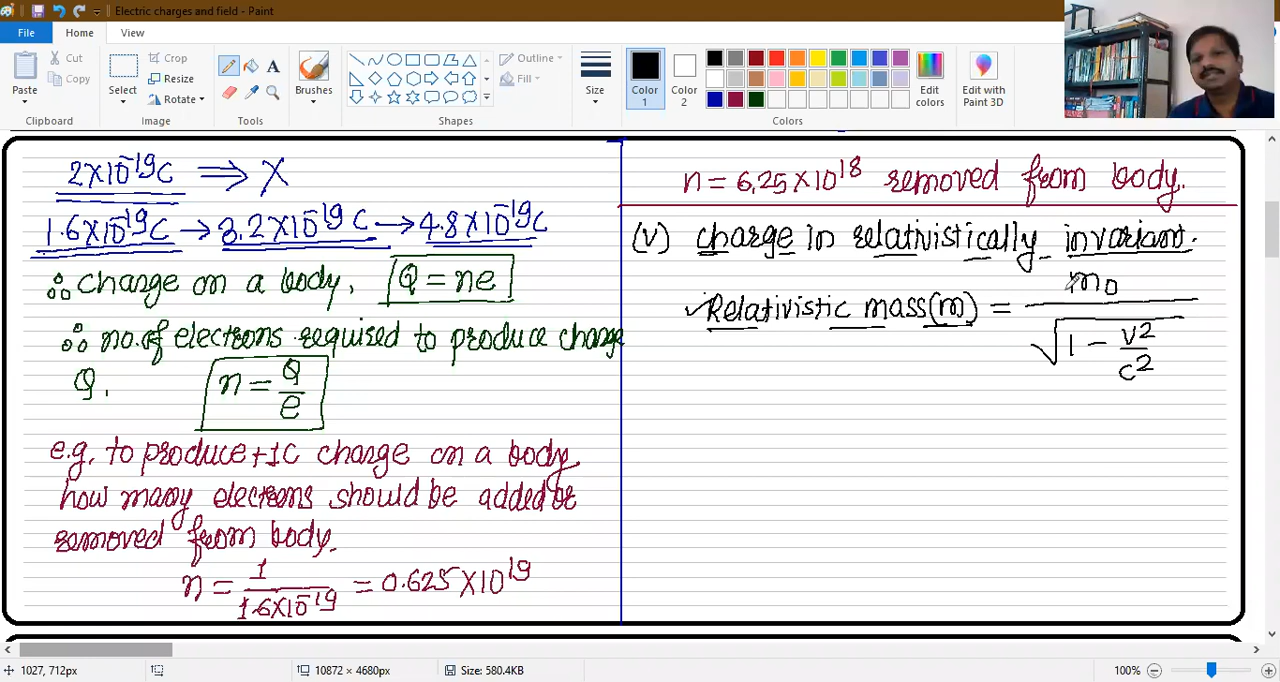 Electric charges and field - Paint
File
Home
View
Paste
Cut
Copy
Clipboard
Select
Crop
Resize
Rotate
Image
Tools
Brushes
Shapes
Outline
Fill
Size
Color 1
Color 2
Edit colors
Colors
Edit with Paint 3D
2×10⁻¹⁹C ⟹ X
1.6×10⁻¹⁹C → 3.2×10⁻¹⁹C → 4.8×10⁻¹⁹C
∴ charge on a body, Q = ne
∴ no. of electrons required to produce charge
Q. n = Q/e
e.g. to produce +1C charge on a body
how many electrons should be added or
removed from body.
n = 1/1.6×10⁻¹⁹ = 0.625×10¹⁹
n = 6.25×10¹⁸ removed from body.
(v) charge in relativistically invariant.
✓Relativistic mass(m) = m₀/√(1 - v²/c²)
1027, 712px
10872 × 4680px
Size: 580.4KB
100%